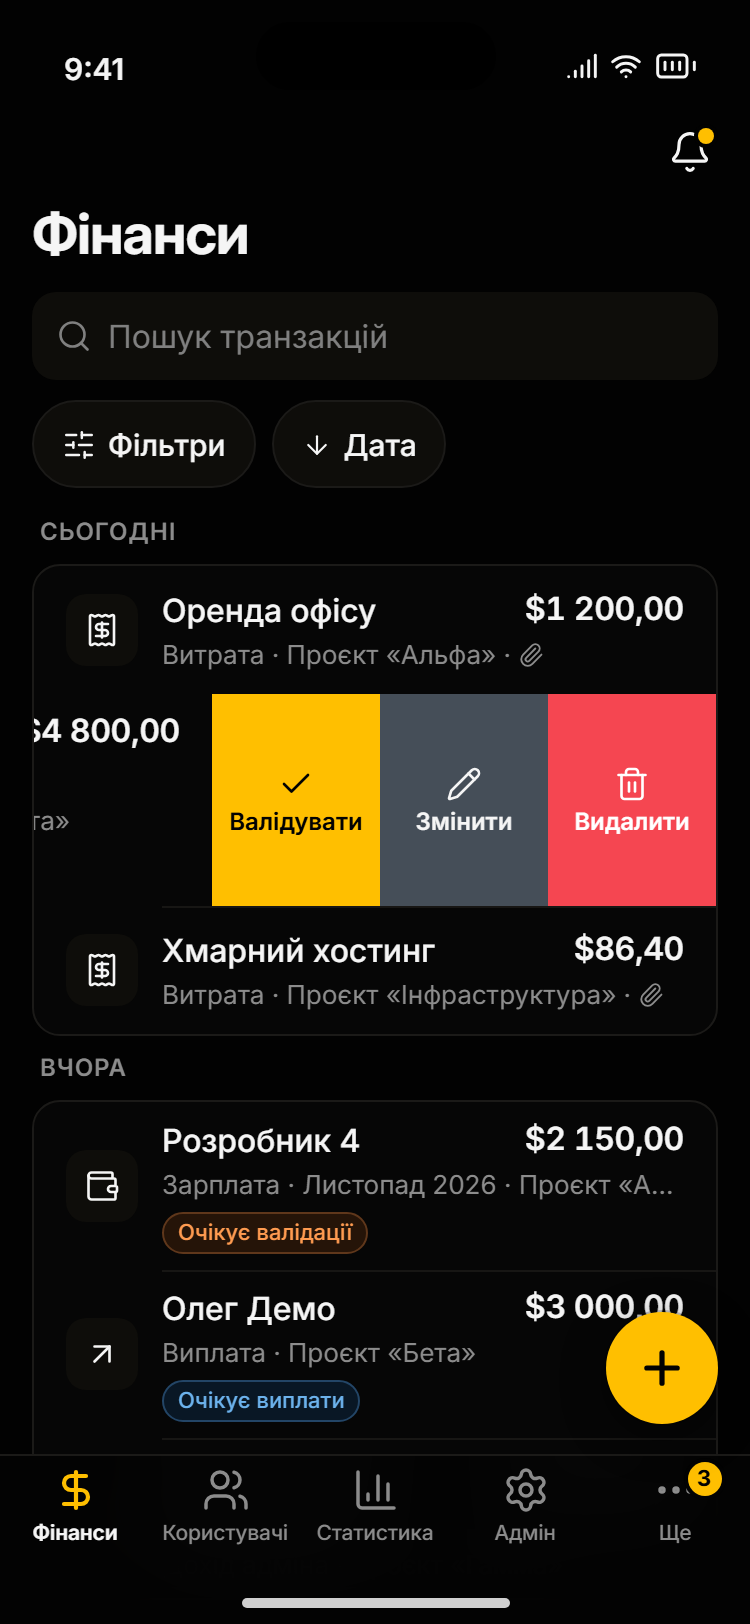 9:41
Фінанси
Пошук транзакцій
Фільтри
Дата
СЬОГОДНІ
Оренда офісу
$1 200,00
Витрата · Проєкт «Альфа» ·
$4 800,00
та»
Валідувати
Змінити
Видалити
Хмарний хостинг
$86,40
Витрата · Проєкт «Інфраструктура» ·
ВЧОРА
Розробник 4
$2 150,00
Зарплата · Листопад 2026 · Проєкт «А...
Очікує валідації
Олег Демо
$3 000,00
Виплата · Проєкт «Бета»
Очікує виплати
Фінанси
Користувачі
Статистика
Адмін
3
Ще